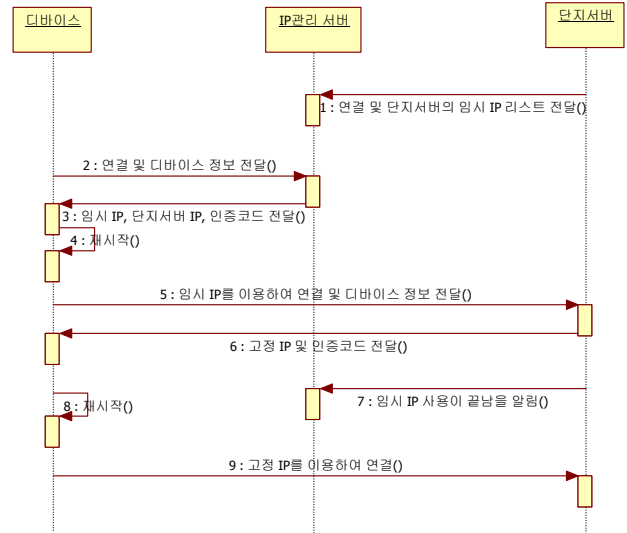 디바이스
IP관리 서버
단지서버
1 : 연결 및 단지서버의 임시 IP 리스트 전달()
2 : 연결 및 디바이스 정보 전달()
3 : 임시 IP, 단지서버 IP, 인증코드 전달()
4 : 재시작()
5 : 임시 IP를 이용하여 연결 및 디바이스 정보 전달()
6 : 고정 IP 및 인증코드 전달()
7 : 임시 IP 사용이 끝남을 알림()
8 : 재시작()
9 : 고정 IP를 이용하여 연결()